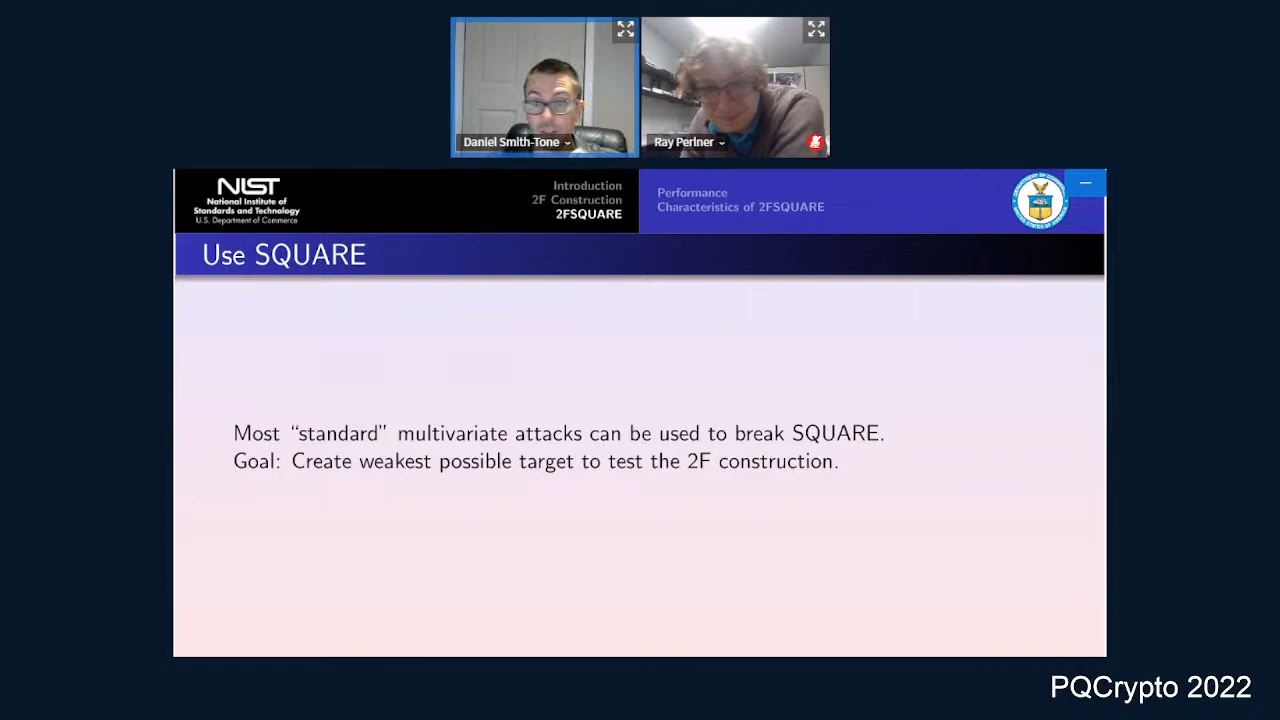 Daniel Smith-Tone
Ray Perlner
NIST
National Institute of
Standards and Technology
U.S. Department of Commerce
Introduction
2F Construction
2FSQUARE
Performance
Characteristics of 2FSQUARE
Use SQUARE
Most “standard” multivariate attacks can be used to break SQUARE.
Goal: Create weakest possible target to test the 2F construction.
PQCrypto 2022